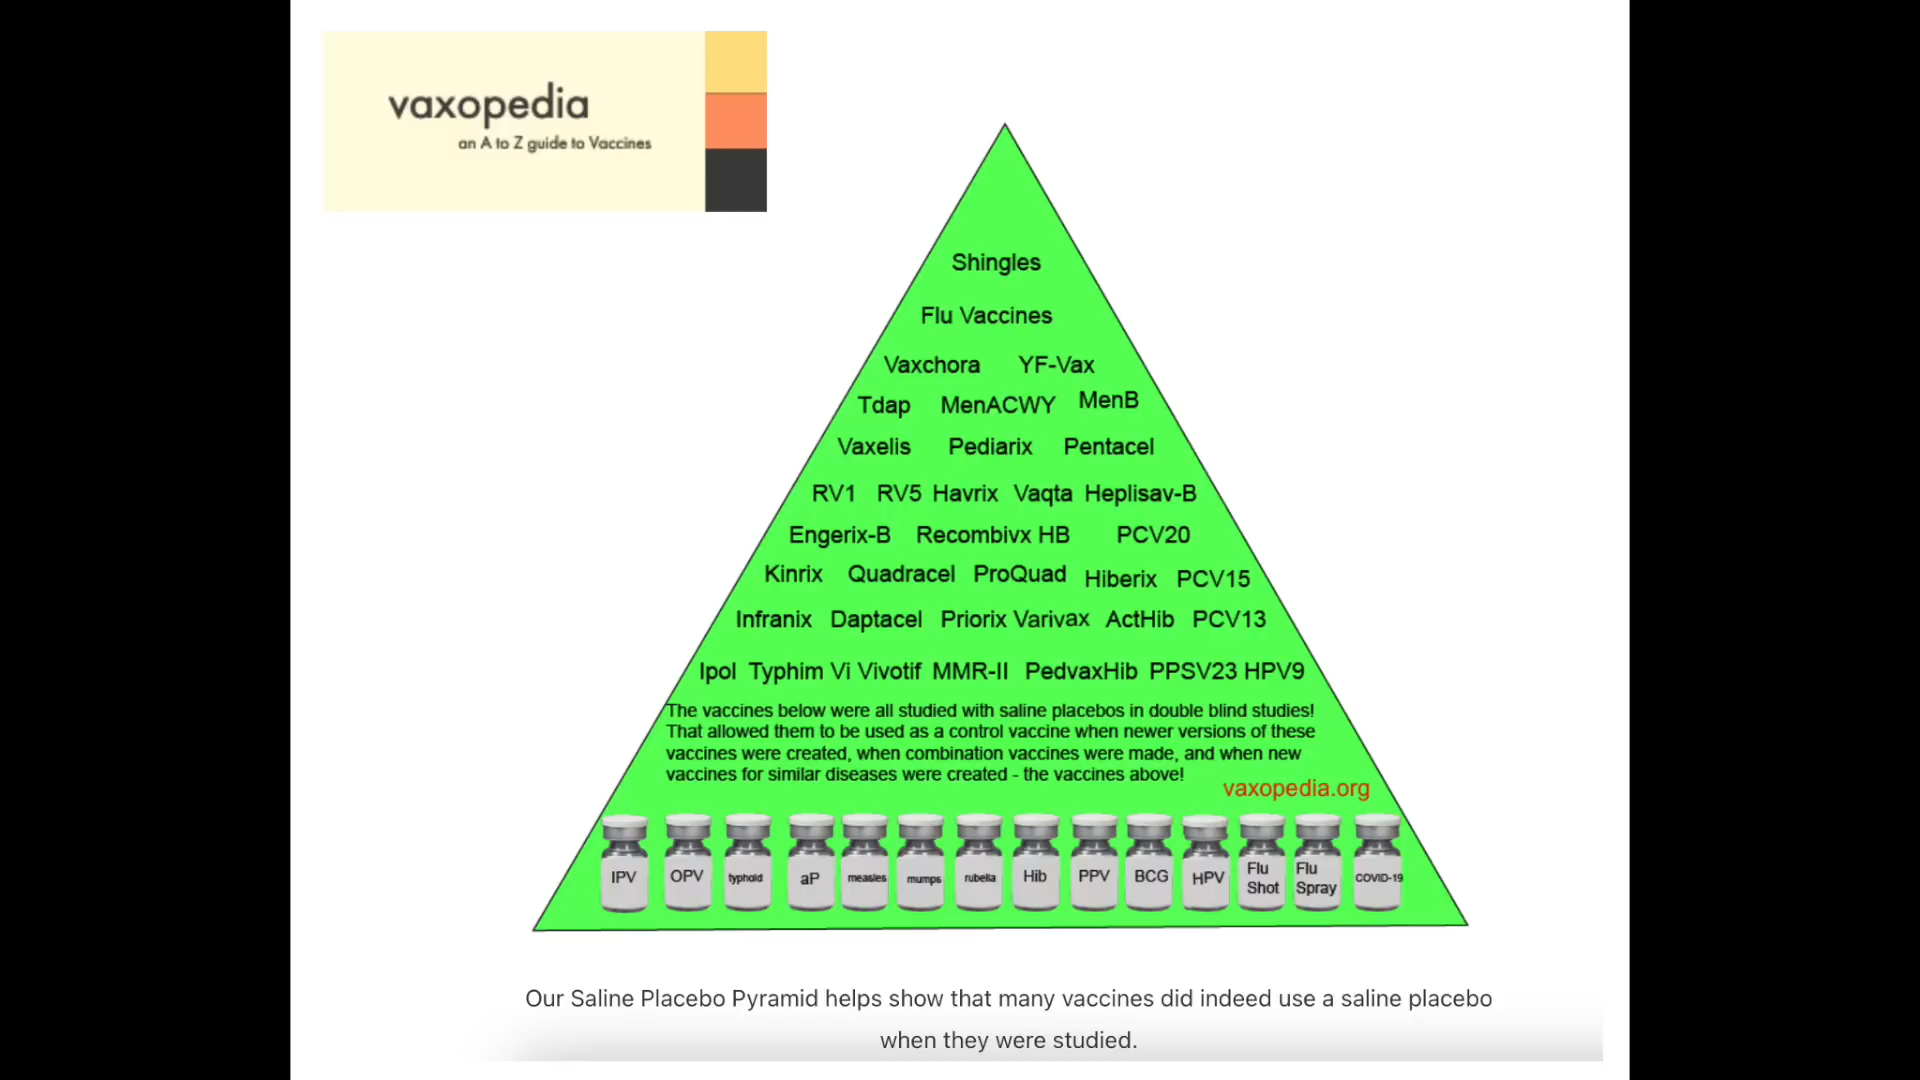 vaxopedia
an A to Z guide to Vaccines
Shingles
Flu Vaccines
Vaxchora YF-Vax
Tdap MenACWY MenB
Vaxelis Pediarix Pentacel
RV1 RV5 Havrix Vaqta Heplisav-B
Engerix-B Recombivx HB PCV20
Kinrix Quadracel ProQuad Hiberix PCV15
Infranix Daptacel Priorix Varivax ActHib PCV13
Ipol Typhim Vi Vivotif MMR-II PedvaxHib PPSV23 HPV9
The vaccines below were all studied with saline placebos in double blind studies!
That allowed them to be used as a control vaccine when newer versions of these
vaccines were created, when combination vaccines were made, and when new
vaccines for similar diseases were created - the vaccines above!
vaxopedia.org
IPV OPV typhoid aP measles mumps rubella Hib PPV BCG HPV Flu Shot Flu Spray COVID-19
Our Saline Placebo Pyramid helps show that many vaccines did indeed use a saline placebo
when they were studied.